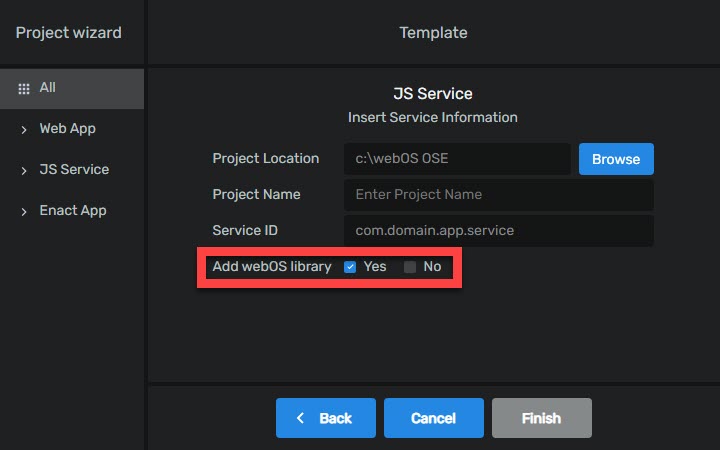 Project wizard
Template
All
Web App
JS Service
Enact App
JS Service
Insert Service Information
Project Location c:\webOS OSE Browse
Project Name Enter Project Name
Service ID com.domain.app.service
Add webOS library Yes No
Back Cancel Finish